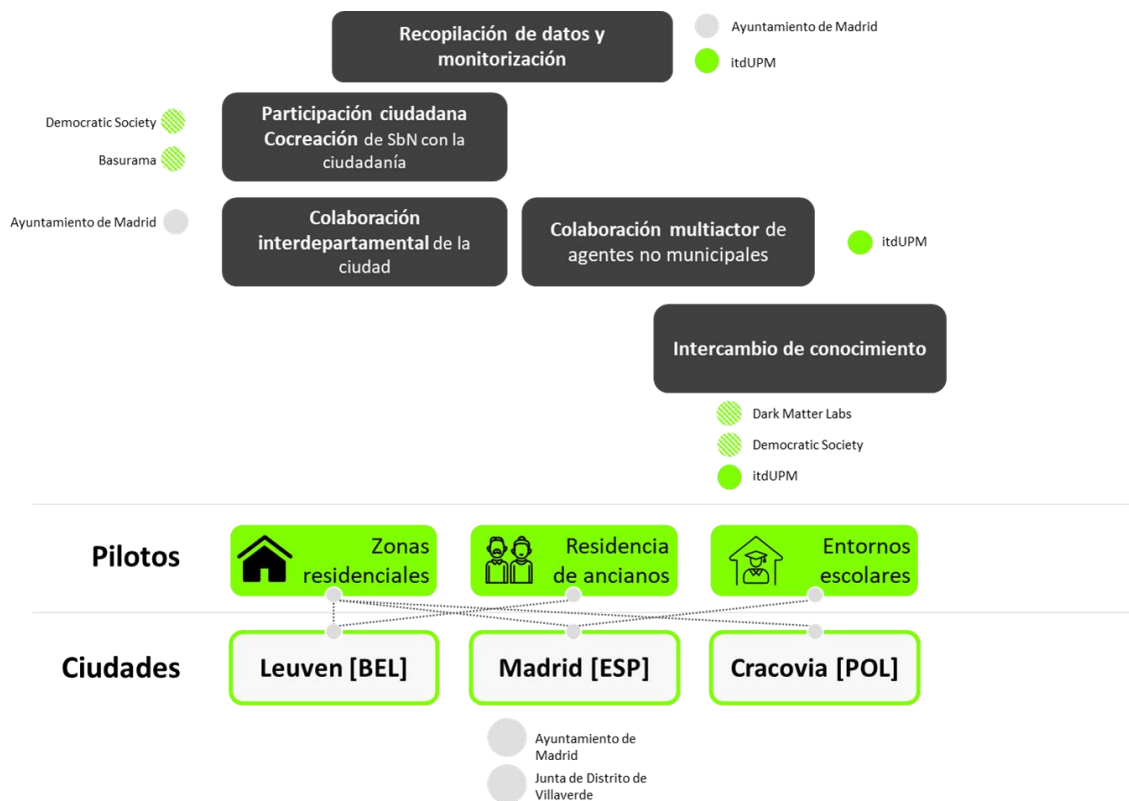 Recopilación de datos y
monitorización
Ayuntamiento de Madrid
itdUPM
Democratic Society
Basurama
Participación ciudadana
Cocreación de SbN con la
ciudadanía
Ayuntamiento de Madrid
Colaboración
interdepartamental de la
ciudad
Colaboración multiactor de
agentes no municipales
itdUPM
Intercambio de conocimiento
Dark Matter Labs
Democratic Society
itdUPM
Pilotos
Zonas
residenciales
Residencia
de ancianos
Entornos
escolares
Ciudades
Leuven [BEL]
Madrid [ESP]
Cracovia [POL]
Ayuntamiento de
Madrid
Junta de Distrito de
Villaverde